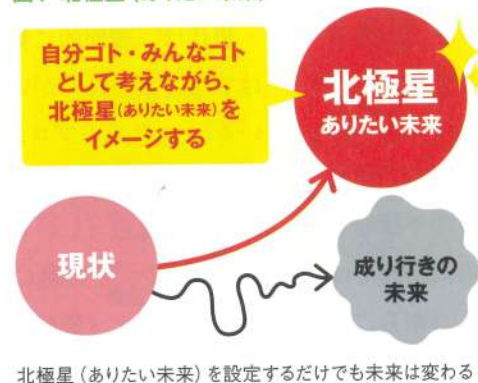 自分ゴト・みんなゴト
として考えながら、
北極星(ありたい未来)を
イメージする
北極星
ありたい未来
現状
成り行きの
未来
北極星(ありたい未来)を設定するだけでも未来は変わる